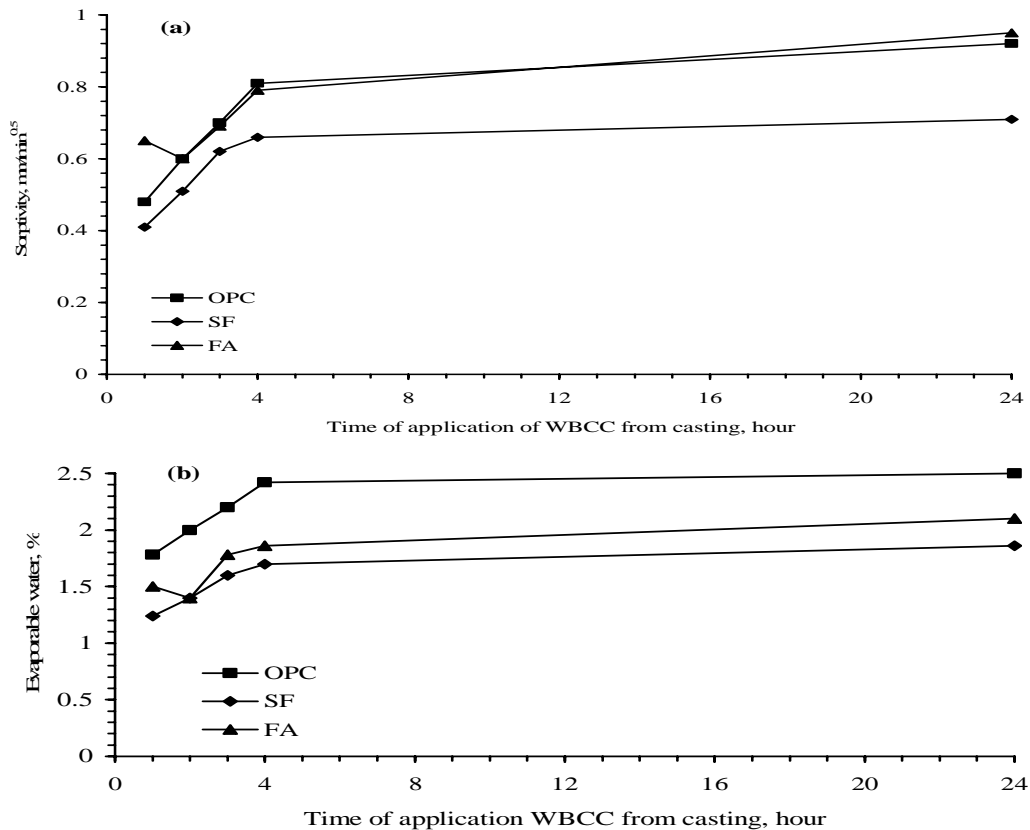 (a)
1
0.8
0.6
0.4
0.2
0
Sorptivity, mm/min^0.5
OPC
SF
FA
0 4 8 12 16 20 24
Time of application of WBCC from casting, hour
(b)
2.5
2
1.5
1
0.5
0
Evaporable water, %
OPC
SF
FA
0 4 8 12 16 20 24
Time of application WBCC from casting, hour